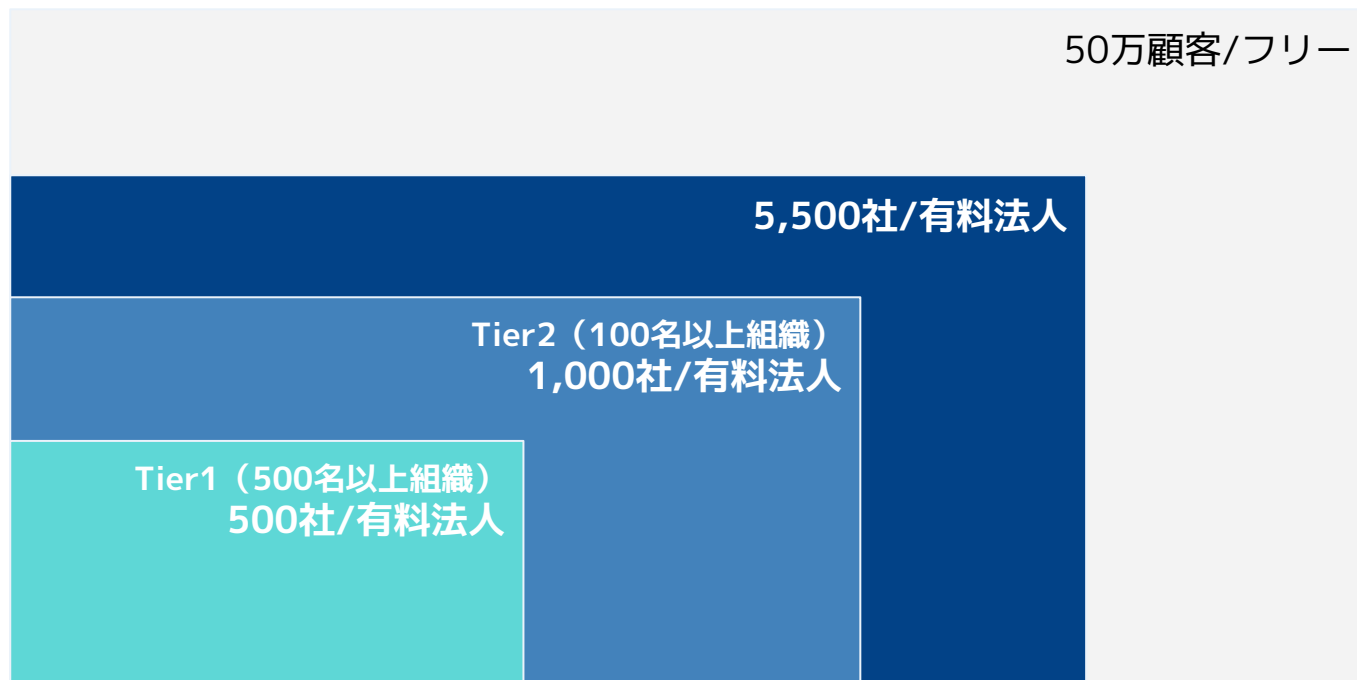 50万顧客/フリー
5,500社/有料法人
Tier2（100名以上組織）
1,000社/有料法人
Tier1（500名以上組織）
500社/有料法人